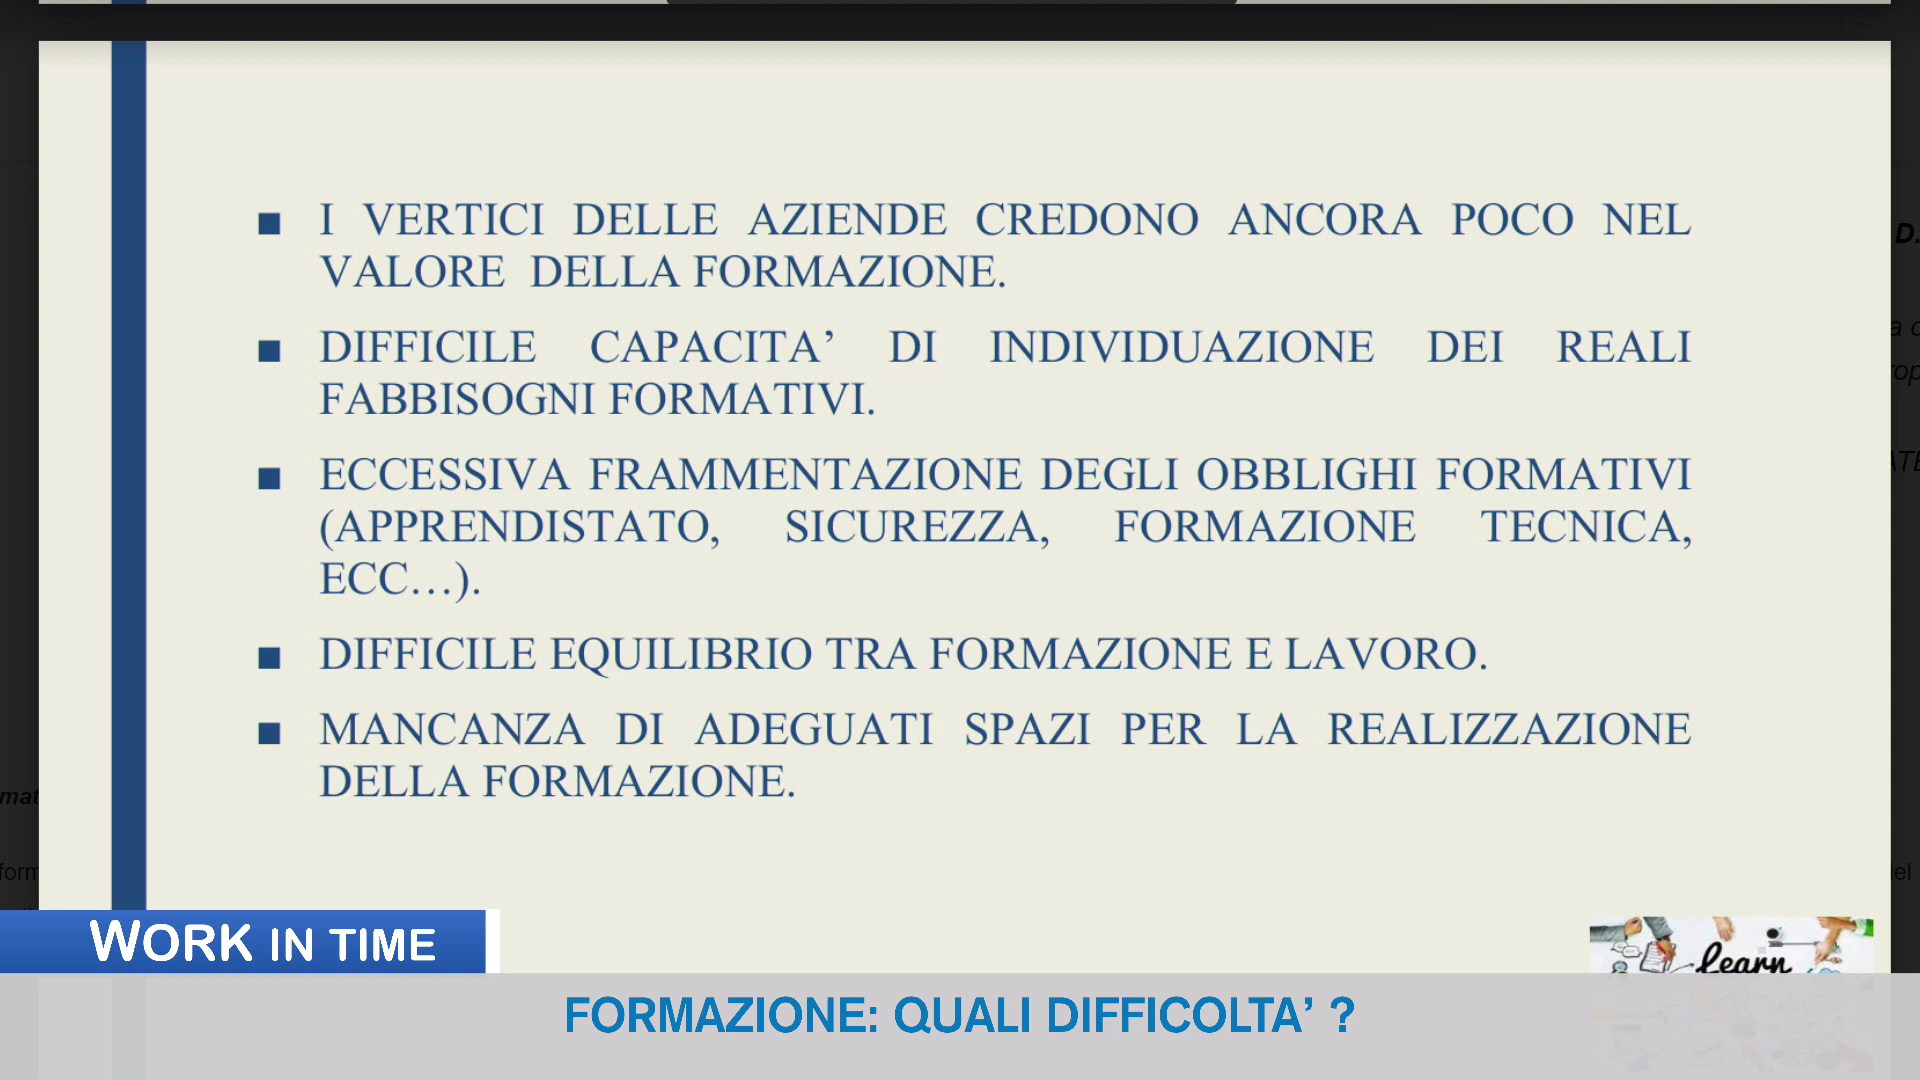 I VERTICI DELLE AZIENDE CREDONO ANCORA POCO NEL
VALORE DELLA FORMAZIONE.
DIFFICILE CAPACITA’ DI INDIVIDUAZIONE DEI REALI
FABBISOGNI FORMATIVI.
ECCESSIVA FRAMMENTAZIONE DEGLI OBBLIGHI FORMATIVI
(APPRENDISTATO, SICUREZZA, FORMAZIONE TECNICA,
ECC…).
DIFFICILE EQUILIBRIO TRA FORMAZIONE E LAVORO.
MANCANZA DI ADEGUATI SPAZI PER LA REALIZZAZIONE
DELLA FORMAZIONE.
WORK IN TIME
Learn
FORMAZIONE: QUALI DIFFICOLTA’ ?